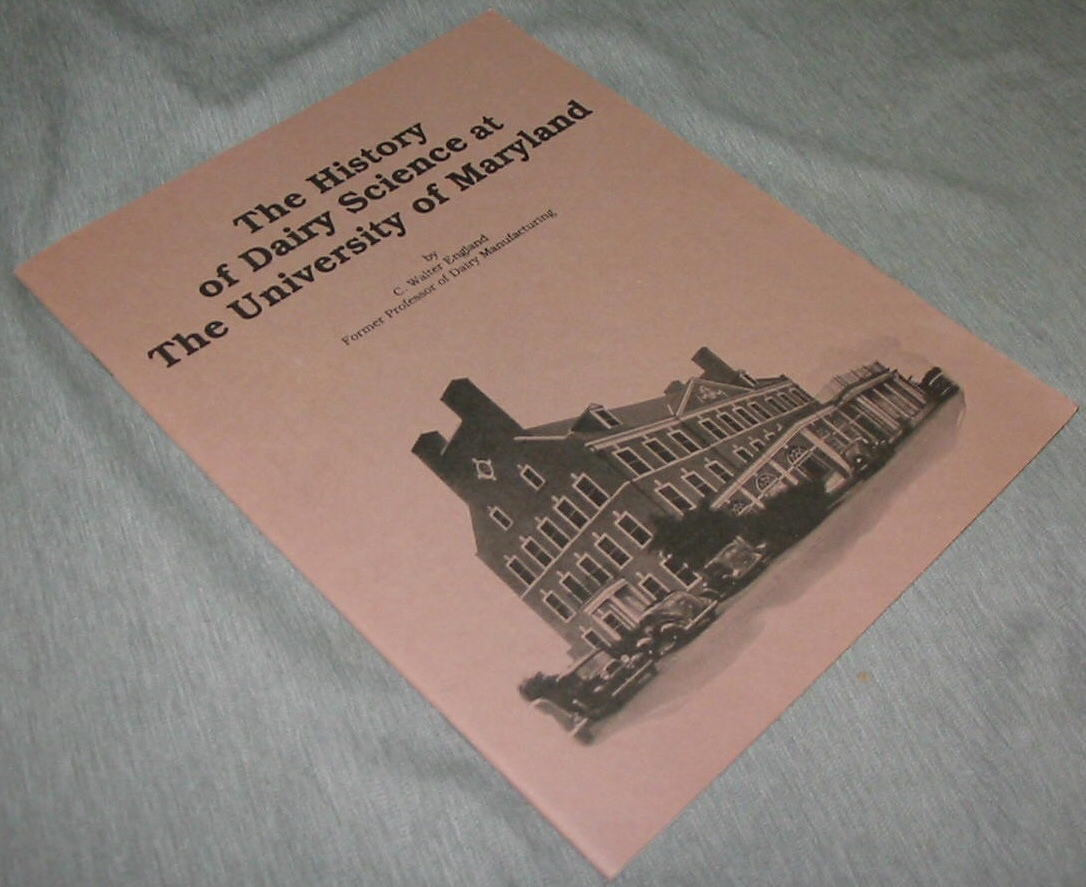 The History
of Dairy Science at
The University of Maryland
by
C. Walter England
Former Professor of Dairy Manufacturing